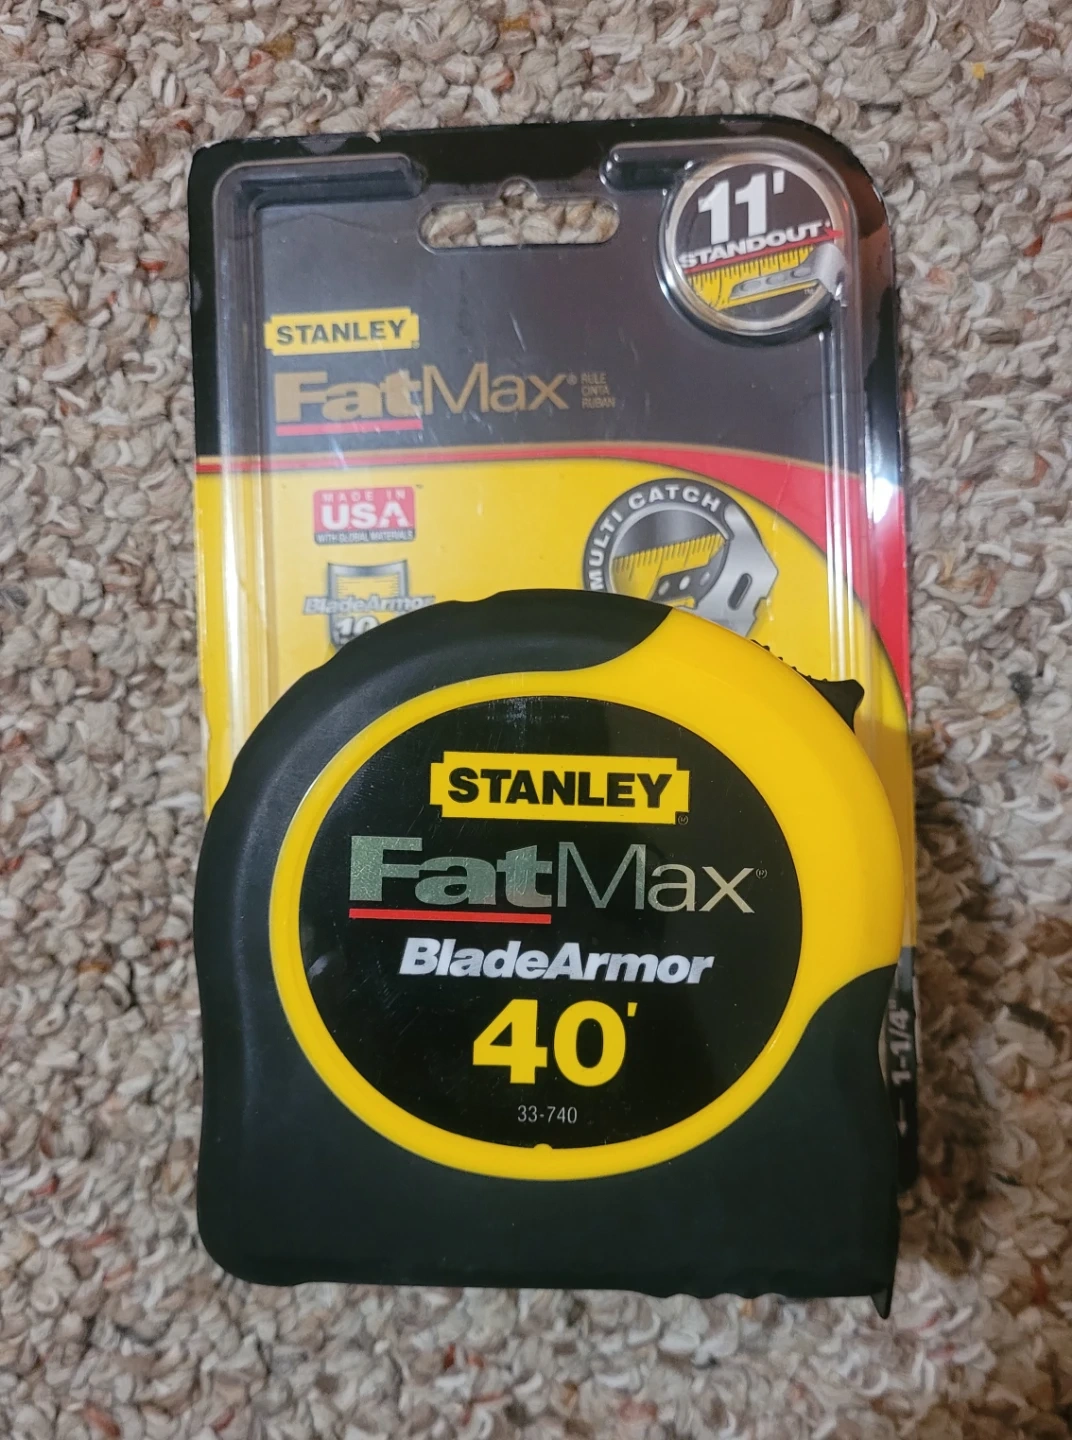 11'
STANDOUT
STANLEY
FatMax® RULE
CINTA
RUBAN
MADE IN
USA
WITH GLOBAL MATERIALS
MULTI CATCH
BladeArmor
10
STANLEY®
FatMax®
BladeArmor
40'
33-740
1-1/4"